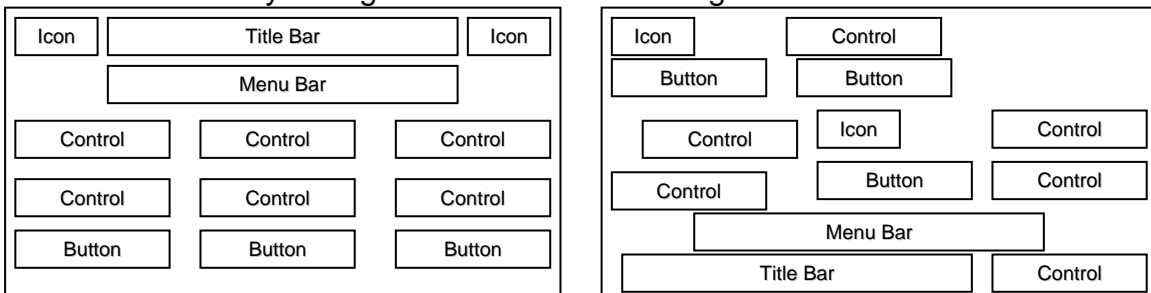 Icon Title Bar Icon
Menu Bar
Control Control Control
Control Control Control
Button Button Button
Icon Control
Button Button
Control Icon Control
Control Button Control
Menu Bar
Title Bar Control